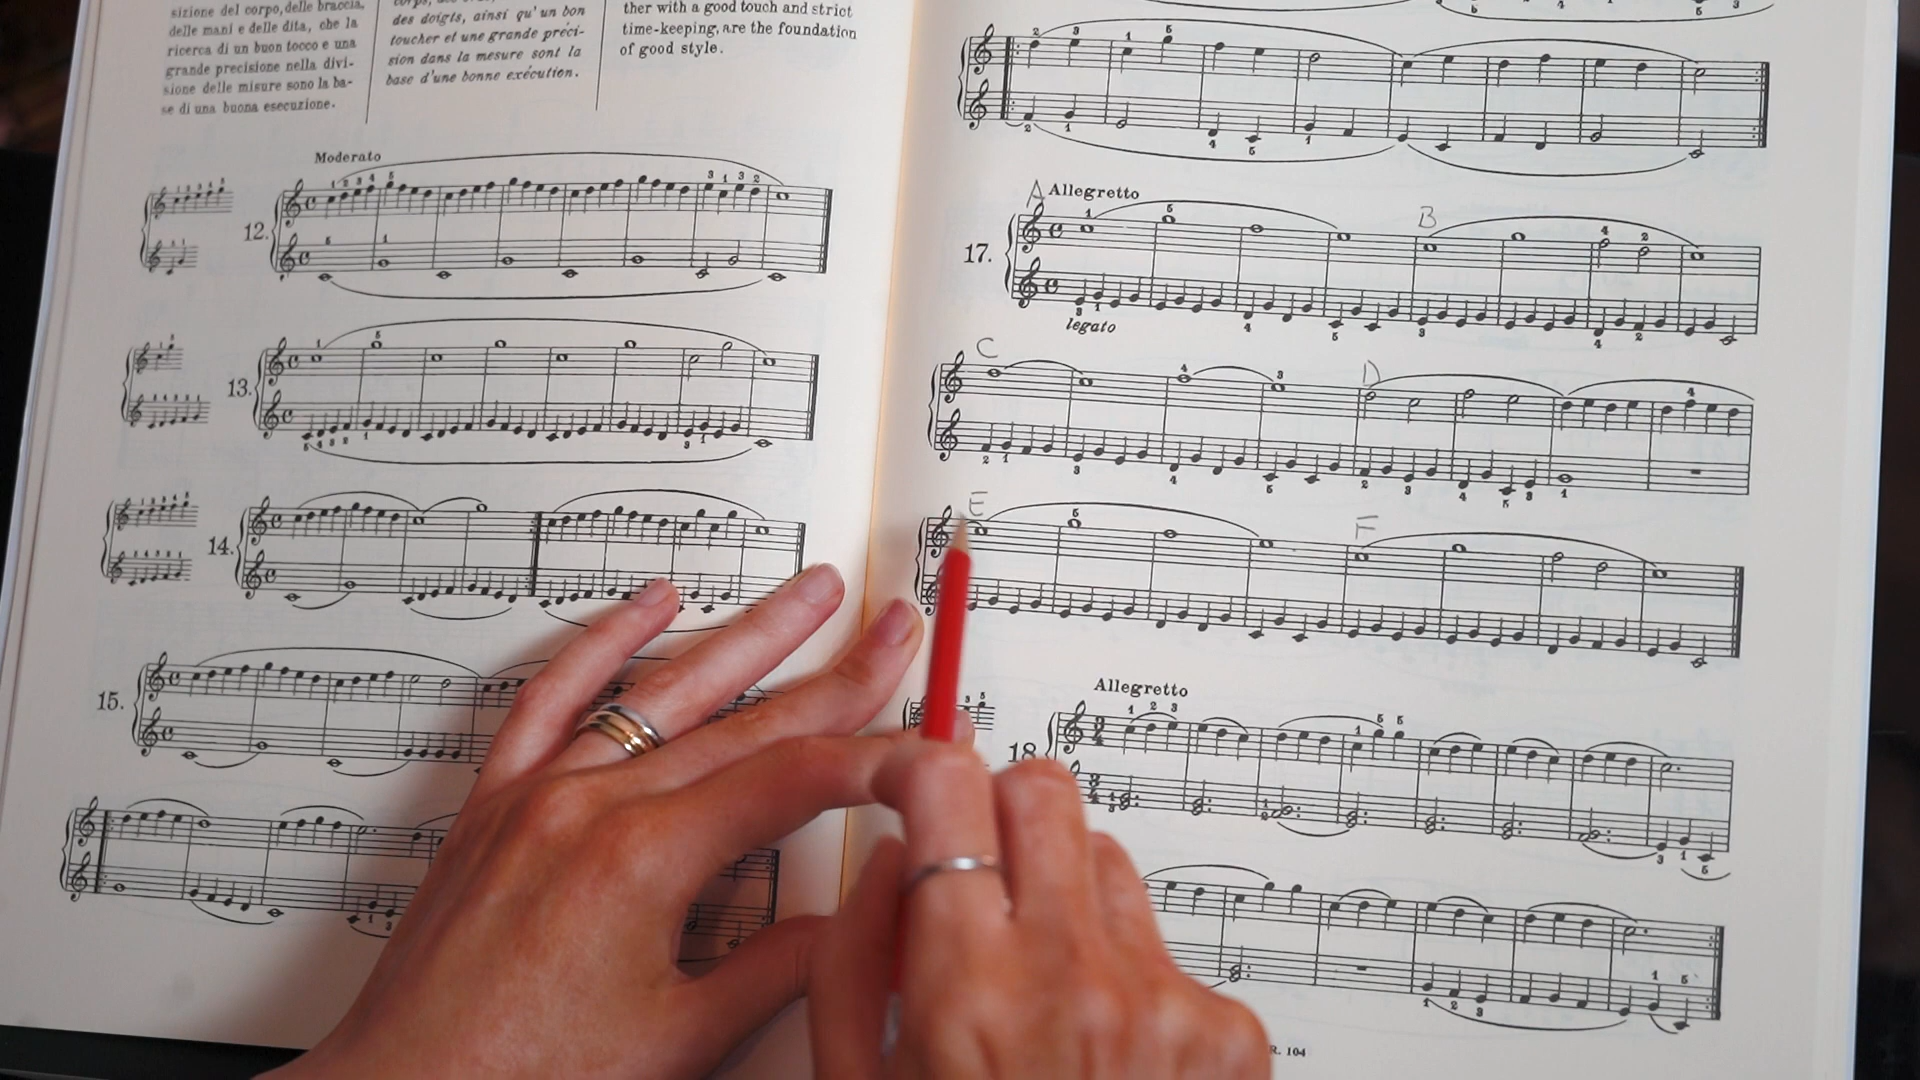 sizione del corpo, delle braccia,
delle mani e delle dita, che la
ricerca di un buon tocco e una
grande precisione nella divi-
sione delle misure sono la ba-
se di una buona esecuzione.
des doigts, ainsi qu'un bon
toucher et une grande préci-
sion dans la mesure sont la
base d'une bonne exécution.
ther with a good touch and strict
time-keeping, are the foundation
of good style.
Moderato
12.
13.
14.
15.
A Allegretto
B
17.
legato
C
D
E
F
Allegretto
18
R. 104